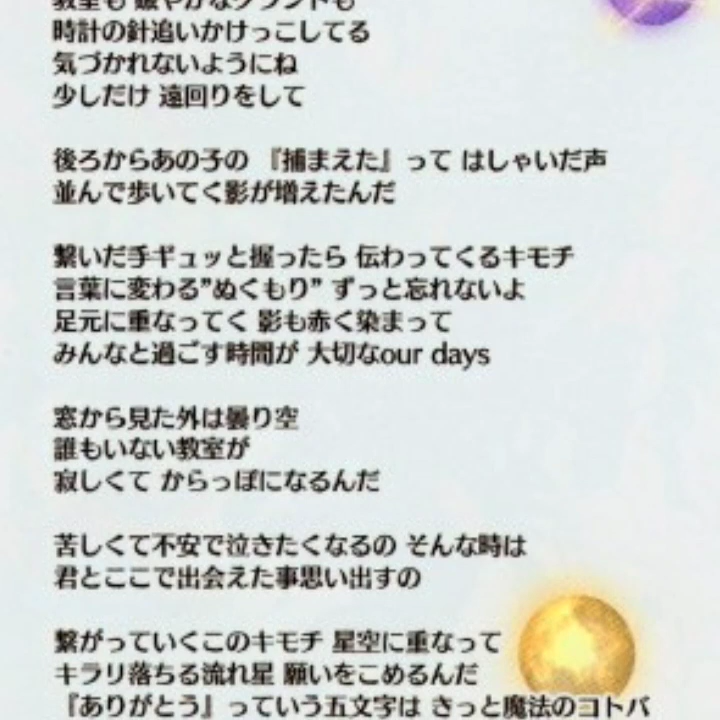 教室も 賑やかなグランドも
時計の針追いかけっこしてる
気づかれないようにね
少しだけ 遠回りをして
後ろからあの子の 『捕まえた』って はしゃいだ声
並んで歩いてく影が増えたんだ
繋いだ手ギュッと握ったら 伝わってくるキモチ
言葉に変わる”ぬくもり” ずっと忘れないよ
足元に重なってく 影も赤く染まって
みんなと過ごす時間が 大切なour days
窓から見た外は曇り空
誰もいない教室が
寂しくて からっぽになるんだ
苦しくて不安で泣きたくなるの そんな時は
君とここで出会えた事思い出すの
繋がっていくこのキモチ 星空に重なって
キラリ落ちる流れ星 願いをこめるんだ
『ありがとう』っていう五文字は きっと魔法のコトバ